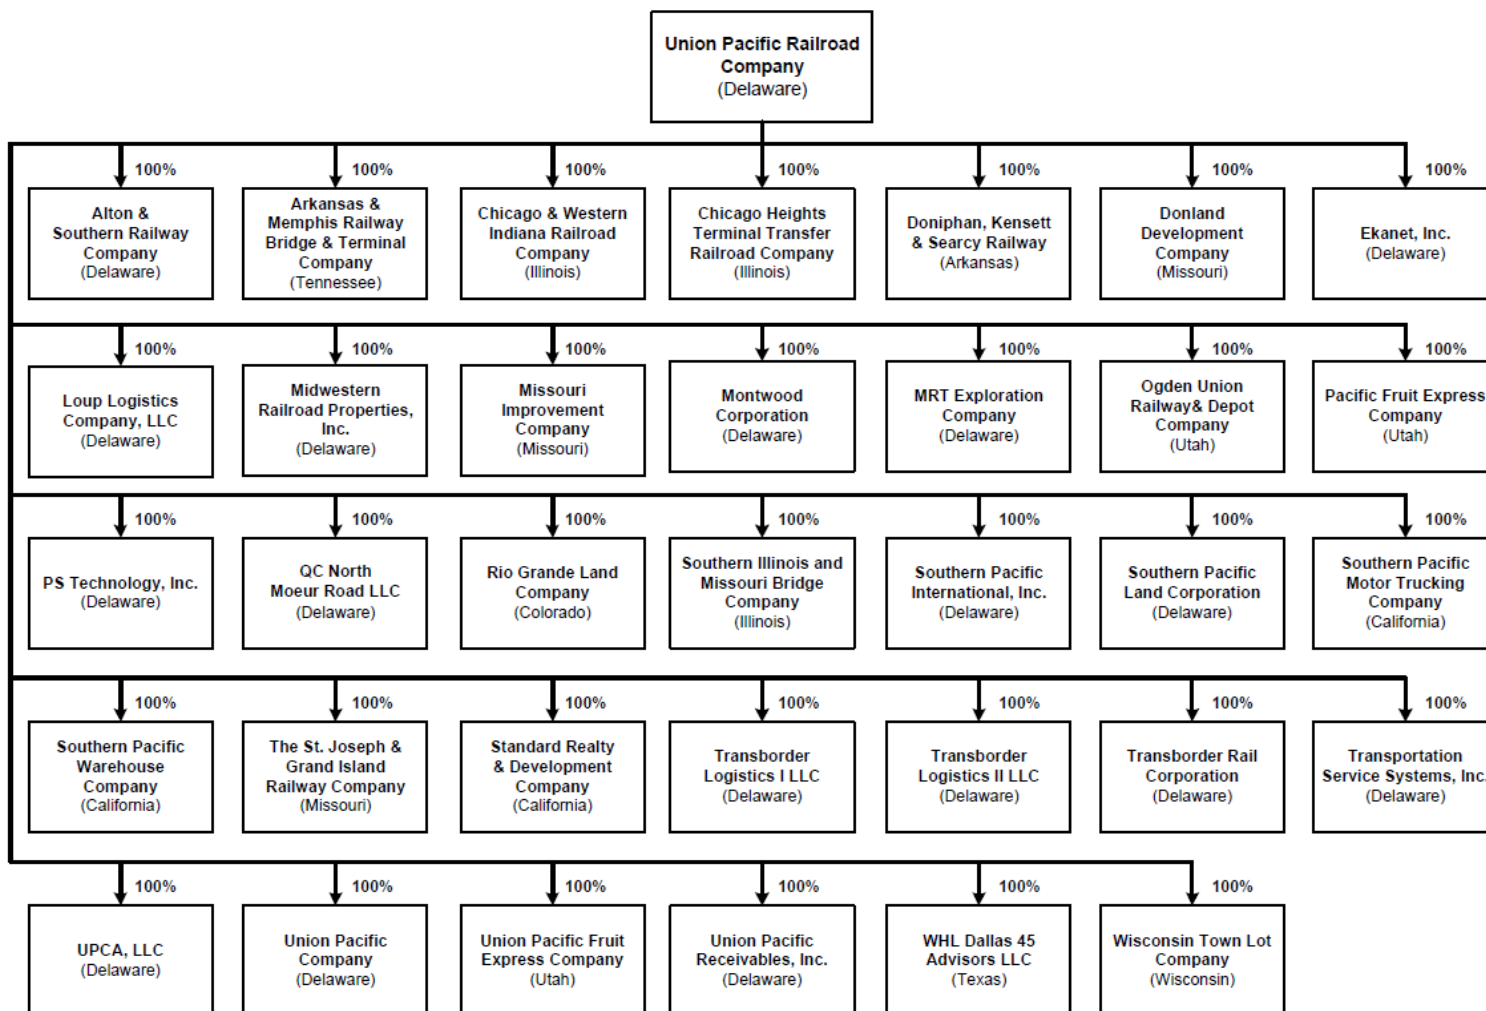 Union Pacific Railroad
Company
(Delaware)
100%
100%
100%
100%
100%
100%
100%
Alton &
Southern Railway
Company
(Delaware)
Arkansas &
Memphis Railway
Bridge & Terminal
Company
(Tennessee)
Chicago & Western
Indiana Railroad
Company
(Illinois)
Chicago Heights
Terminal Transfer
Railroad Company
(Illinois)
Doniphan, Kensett
& Searcy Railway
(Arkansas)
Donland
Development
Company
(Missouri)
Ekanet, Inc.
(Delaware)
100%
100%
100%
100%
100%
100%
100%
Loup Logistics
Company, LLC
(Delaware)
Midwestern
Railroad Properties,
Inc.
(Delaware)
Missouri
Improvement
Company
(Missouri)
Montwood
Corporation
(Delaware)
MRT Exploration
Company
(Delaware)
Ogden Union
Railway& Depot
Company
(Utah)
Pacific Fruit Express
Company
(Utah)
100%
100%
100%
100%
100%
100%
100%
PS Technology, Inc.
(Delaware)
QC North
Moeur Road LLC
(Delaware)
Rio Grande Land
Company
(Colorado)
Southern Illinois and
Missouri Bridge
Company
(Illinois)
Southern Pacific
International, Inc.
(Delaware)
Southern Pacific
Land Corporation
(Delaware)
Southern Pacific
Motor Trucking
Company
(California)
100%
100%
100%
100%
100%
100%
100%
Southern Pacific
Warehouse
Company
(California)
The St. Joseph &
Grand Island
Railway Company
(Missouri)
Standard Realty
& Development
Company
(California)
Transborder
Logistics I LLC
(Delaware)
Transborder
Logistics II LLC
(Delaware)
Transborder Rail
Corporation
(Delaware)
Transportation
Service Systems, Inc.
(Delaware)
100%
100%
100%
100%
100%
100%
UPCA, LLC
(Delaware)
Union Pacific
Company
(Delaware)
Union Pacific Fruit
Express Company
(Utah)
Union Pacific
Receivables, Inc.
(Delaware)
WHL Dallas 45
Advisors LLC
(Texas)
Wisconsin Town Lot
Company
(Wisconsin)